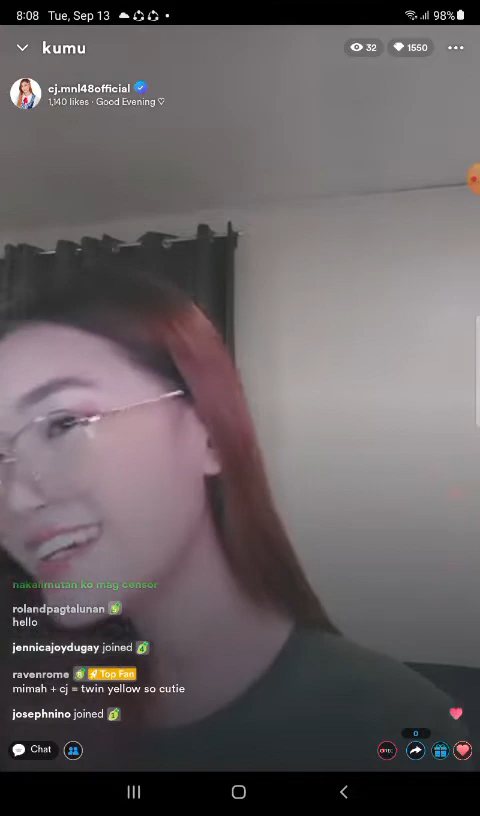 8:08 Tue, Sep 13 98%
kumu
32 1550
cj.mnl48official
1,140 likes · Good Evening ♡
nakalimutan ko mag censor
rolandpagtalunan
hello
jennicajoydugay joined
ravenrome Top Fan
mimah + cj = twin yellow so cutie
josephnino joined
0
Chat